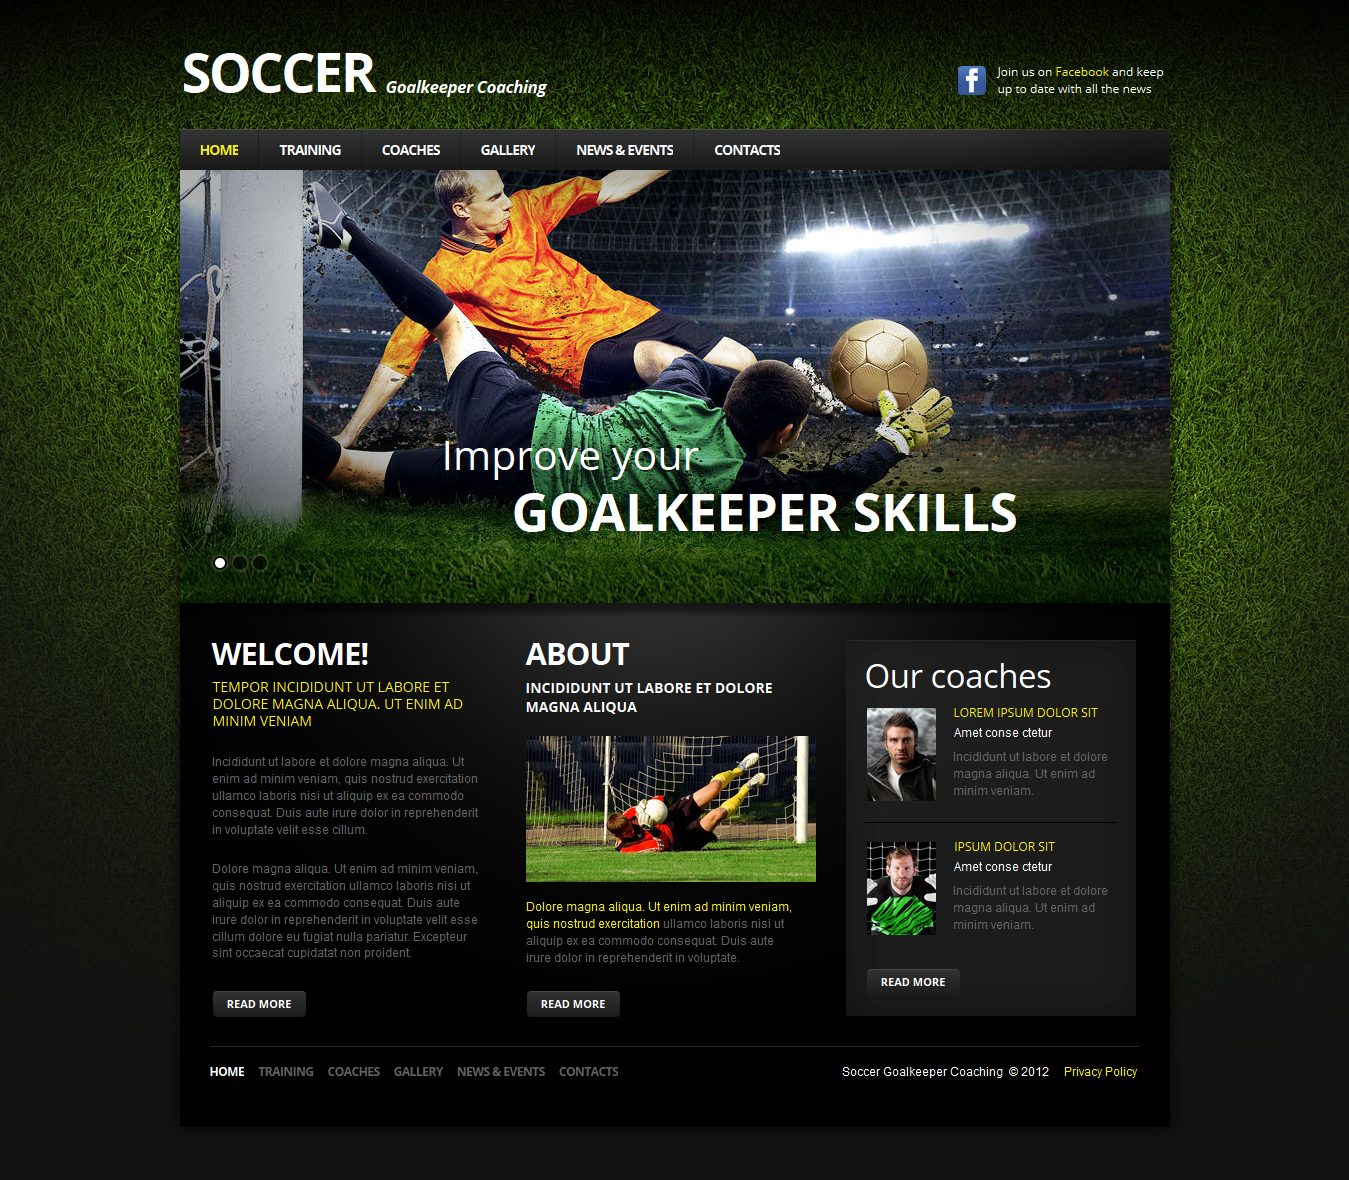 SOCCER Goalkeeper Coaching
Join us on Facebook and keep
up to date with all the news
HOME TRAINING COACHES GALLERY NEWS & EVENTS CONTACTS
Improve your
GOALKEEPER SKILLS
WELCOME!
TEMPOR INCIDIDUNT UT LABORE ET
DOLORE MAGNA ALIQUA. UT ENIM AD
MINIM VENIAM
Incididunt ut labore et dolore magna aliqua. Ut
enim ad minim veniam, quis nostrud exercitation
ullamco laboris nisi ut aliquip ex ea commodo
consequat. Duis aute irure dolor in reprehenderit
in voluptate velit esse cillum.
Dolore magna aliqua. Ut enim ad minim veniam,
quis nostrud exercitation ullamco laboris nisi ut
aliquip ex ea commodo consequat. Duis aute
irure dolor in reprehenderit in voluptate velit esse
cillum dolore eu fugiat nulla pariatur. Excepteur
sint occaecat cupidatat non proident.
READ MORE
ABOUT
INCIDIDUNT UT LABORE ET DOLORE
MAGNA ALIQUA
Dolore magna aliqua. Ut enim ad minim veniam,
quis nostrud exercitation ullamco laboris nisi ut
aliquip ex ea commodo consequat. Duis aute
irure dolor in reprehenderit in voluptate.
READ MORE
Our coaches
LOREM IPSUM DOLOR SIT
Amet conse ctetur
Incididunt ut labore et dolore
magna aliqua. Ut enim ad
minim veniam.
IPSUM DOLOR SIT
Amet conse ctetur
Incididunt ut labore et dolore
magna aliqua. Ut enim ad
minim veniam.
READ MORE
HOME TRAINING COACHES GALLERY NEWS & EVENTS CONTACTS
Soccer Goalkeeper Coaching © 2012 Privacy Policy